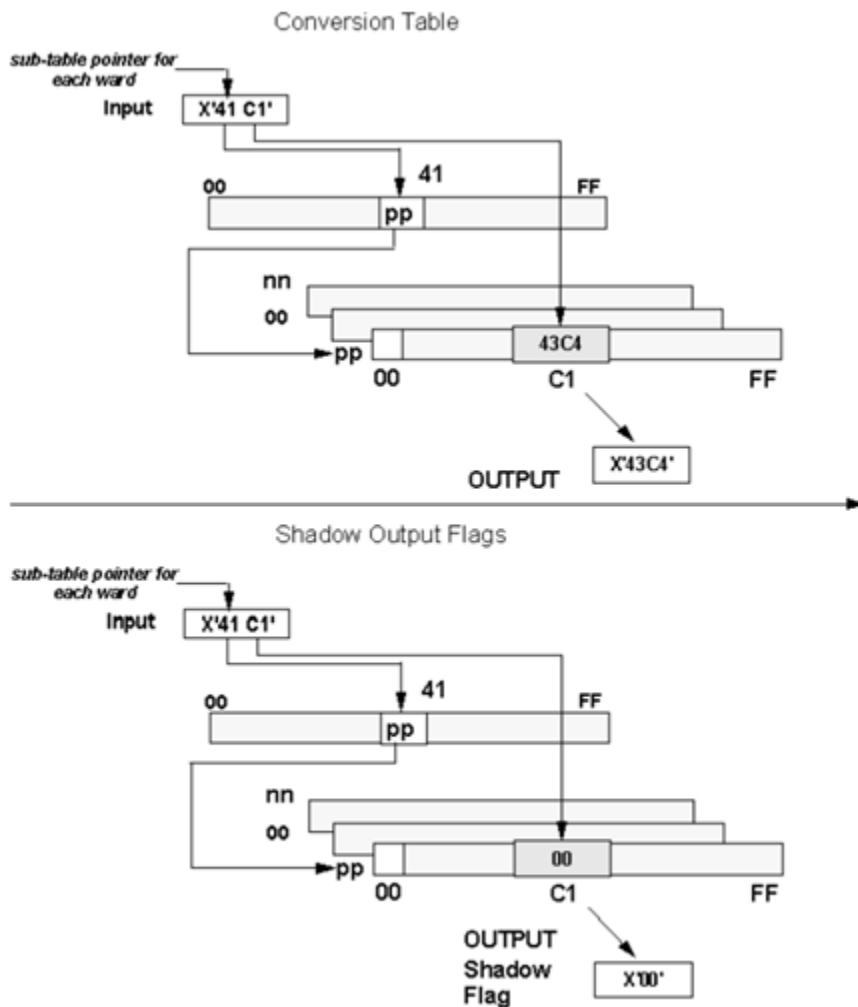 Conversion Table
sub-table pointer for
each ward
Input
X'41 C1'
41
00
FF
pp
nn
00
pp
43C4
00
C1
FF
OUTPUT
X'43C4'
Shadow Output Flags
sub-table pointer for
each ward
Input
X'41 C1'
41
00
FF
pp
nn
00
pp
00
00
C1
FF
OUTPUT
Shadow
Flag
X'00'